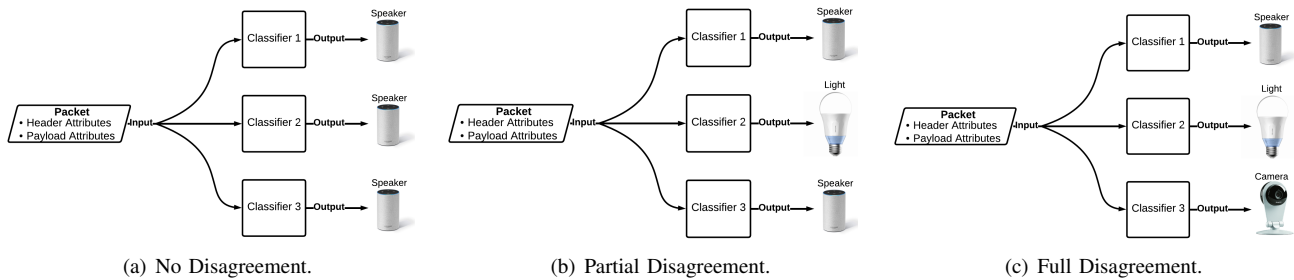 Speaker
Classifier 1
Output
Packet
• Header Attributes
• Payload Attributes
Input
Speaker
Classifier 2
Output
Speaker
Classifier 3
Output
(a) No Disagreement.
Speaker
Classifier 1
Output
Packet
• Header Attributes
• Payload Attributes
Input
Light
Classifier 2
Output
Speaker
Classifier 3
Output
(b) Partial Disagreement.
Speaker
Classifier 1
Output
Packet
• Header Attributes
• Payload Attributes
Input
Light
Classifier 2
Output
Camera
Classifier 3
Output
(c) Full Disagreement.